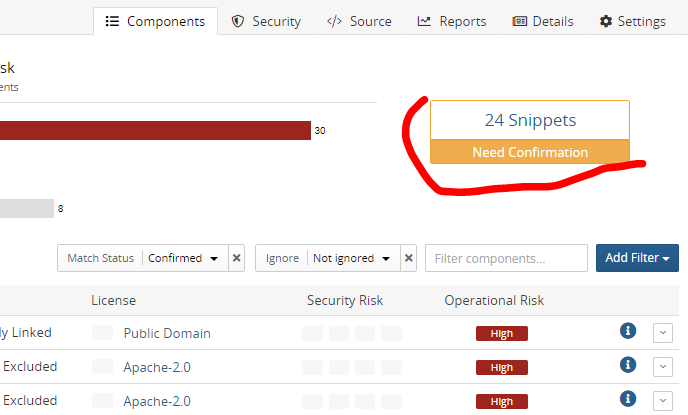 Components Security Source Reports Details Settings
sk
ents
30
24 Snippets
Need Confirmation
8
Match Status Confirmed Ignore Not ignored Filter components... Add Filter
License Security Risk Operational Risk
ly Linked Public Domain High
Excluded Apache-2.0 High
Excluded Apache-2.0 High